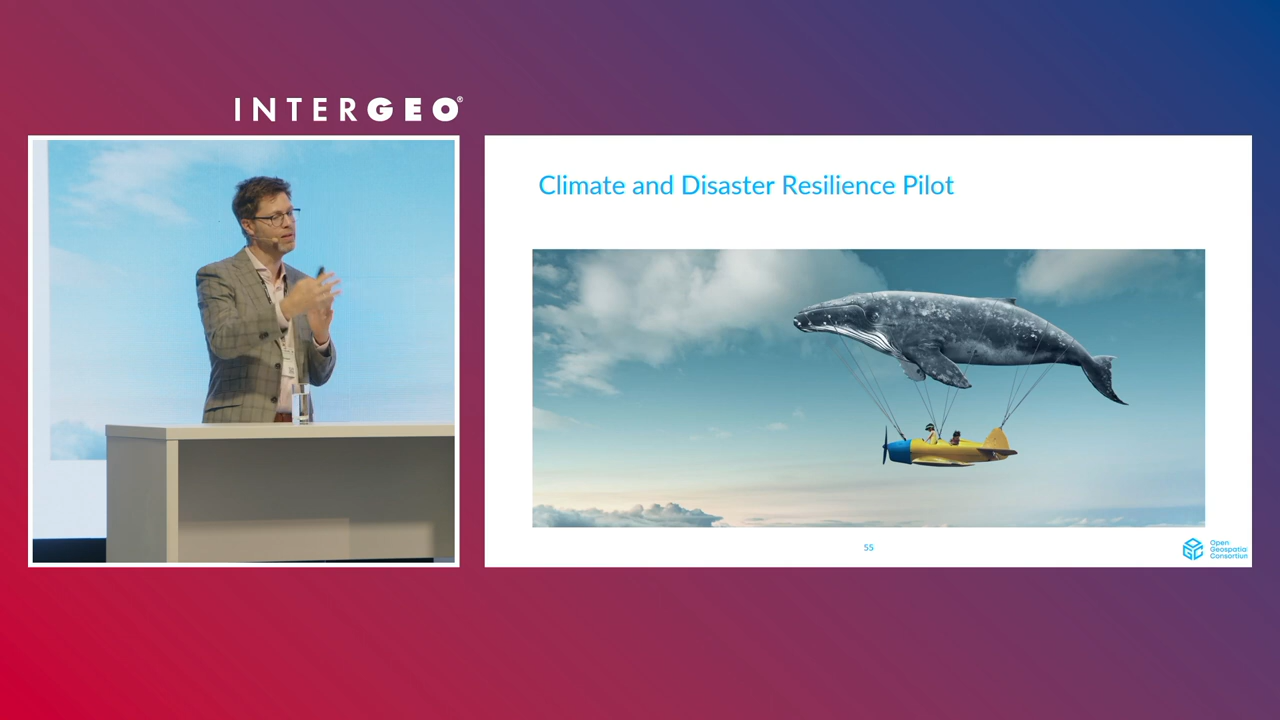 INTERGEO®
Climate and Disaster Resilience Pilot
55
Open
Geospatial
Consortium